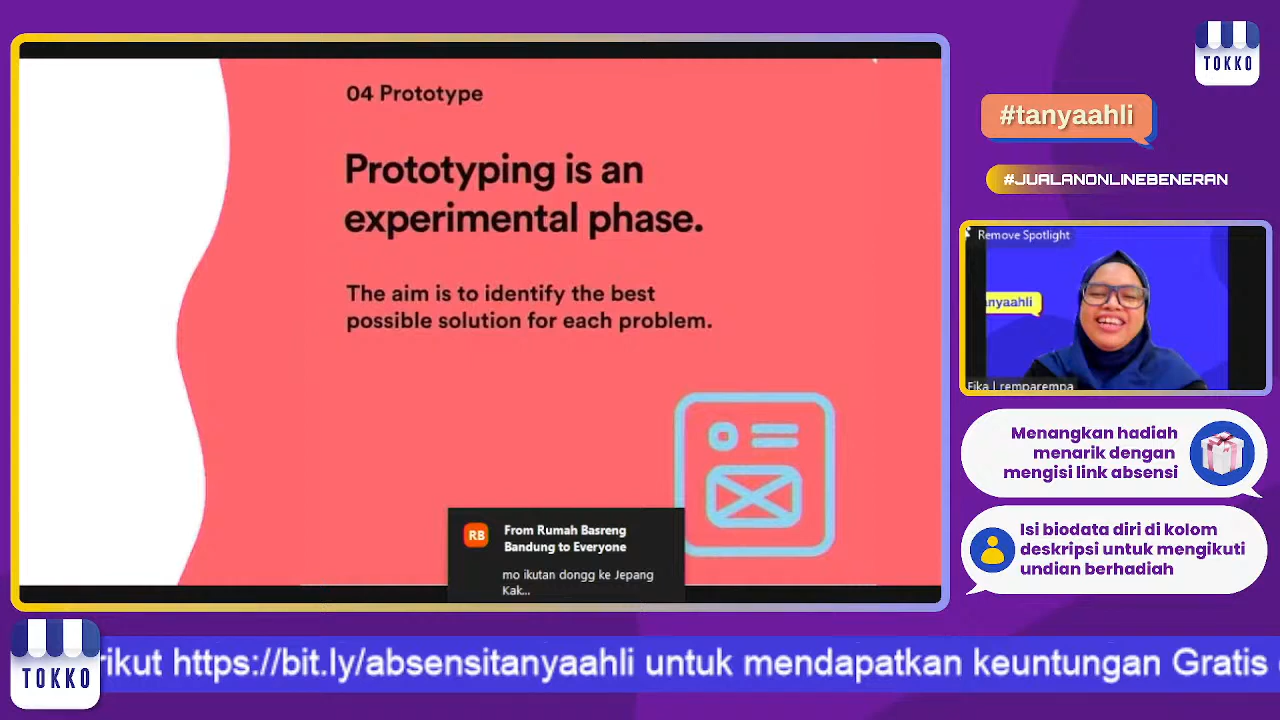 04 Prototype
Prototyping is an
experimental phase.
The aim is to identify the best
possible solution for each problem.
RB
From Rumah Basreng
Bandung to Everyone
mo ikutan dongg ke Jepang
Kak...
TOKKO
#tanyaahli
#JUALANONLINEBENERAN
Remove Spotlight
anyaahli
Fika | remparempa
Menangkan hadiah
menarik dengan
mengisi link absensi
Isi biodata diri di kolom
deskripsi untuk mengikuti
undian berhadiah
TOKKO
rikut https://bit.ly/absensitanyaahli untuk mendapatkan keuntungan Gratis